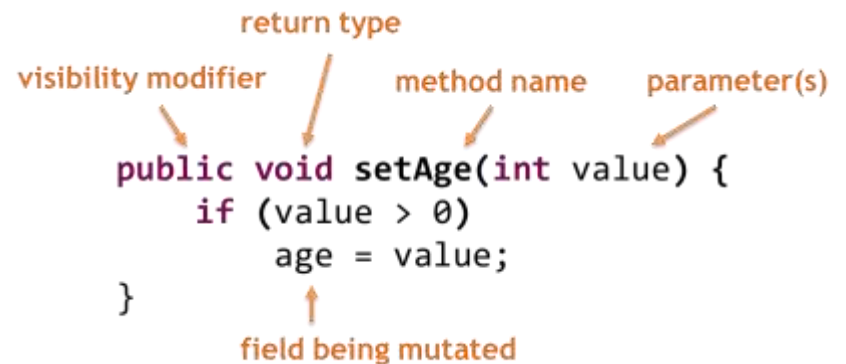 return type
visibility modifier method name parameter(s)
public void setAge(int value) {
if (value > 0)
age = value;
}
field being mutated